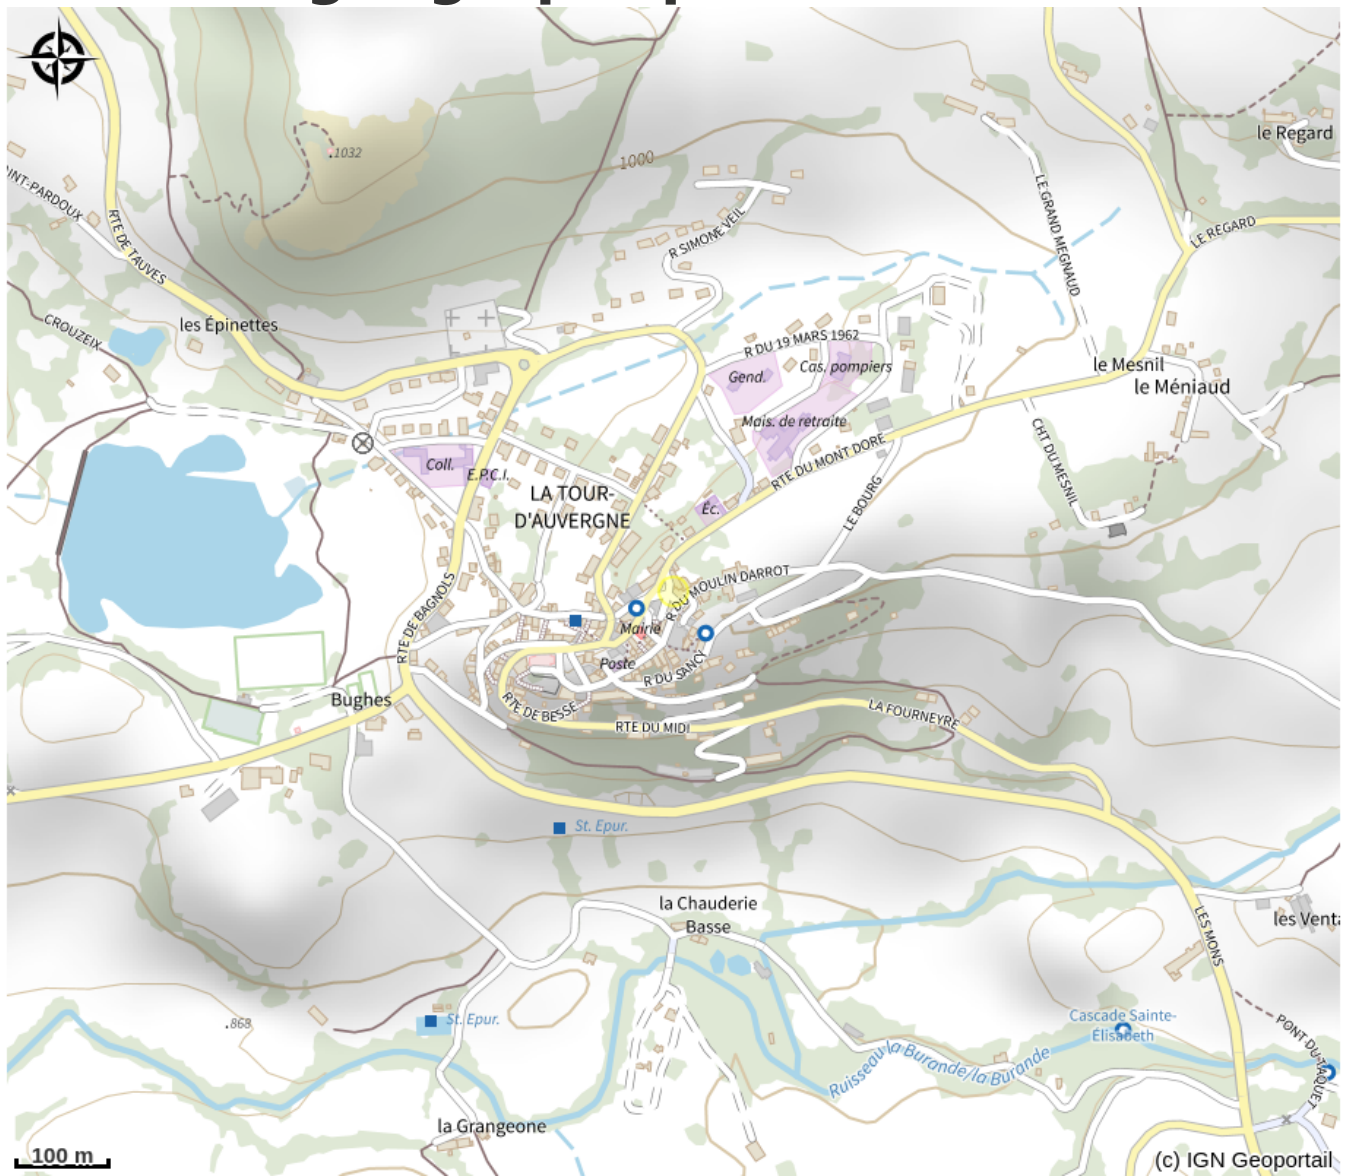 le Regard
.1032
1000
LE GRAND MEGNAUD
RTE DE TAUVES
R SIMONE VEIL
LE REGARD
CROUZEIX
les Épinettes
R DU 19 MARS 1962
le Mesnil
le Méniaud
Gend.
Cas. pompiers
Mais. de retraite
RTE DU MONT DORE
CHT DU MESNIL
Coll.
E.P.C.I.
LA TOUR-
D'AUVERGNE
Éc.
LE BOURG
R DU MOULIN DARROT
RTE DE BAGNOLS
Mairie
Poste
R DU SANCY
Bughes
RTE DE BESSE
RTE DU MIDI
LA FOURNEYRE
St. Epur.
la Chauderie
Basse
LES MONS
.868
St. Epur.
Cascade Sainte-
Élisabeth
PONT DU TAQUET
Ruisseau la Burande/la Burande
la Grangeone
100 m
(c) IGN Geoportail